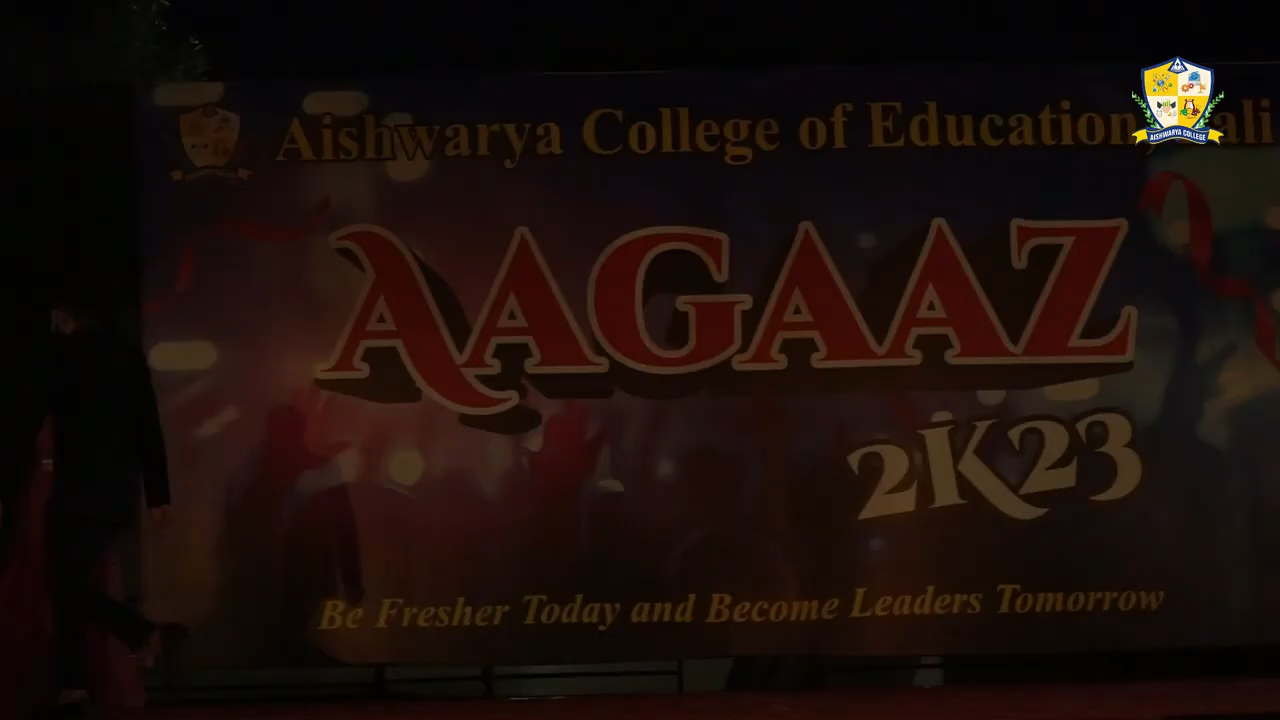 Aishwarya College of Education,
AISHWARYA COLLEGE
AAGAAZ
2K23
Be Fresher Today and Become Leaders Tomorrow